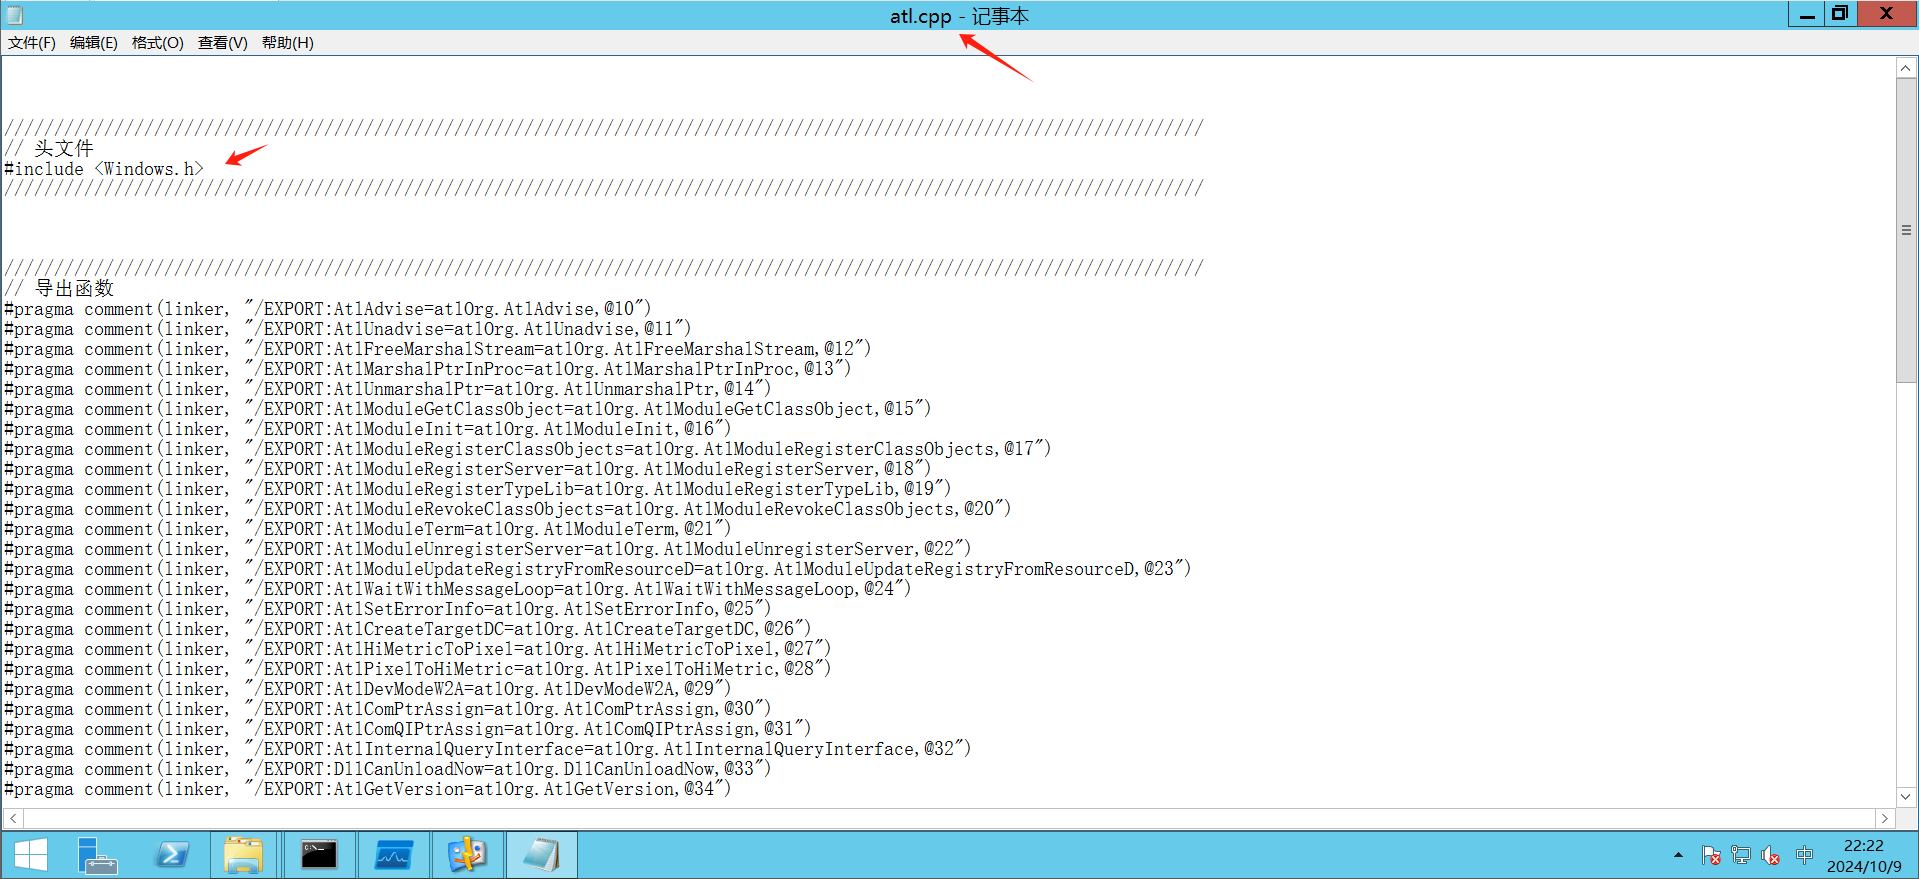 atl.cpp - 记事本
文件(F) 编辑(E) 格式(O) 查看(V) 帮助(H)
////////////////////////////////////////////////////////////////////////////////////////////////////////////////////////
// 头文件
#include <Windows.h>
////////////////////////////////////////////////////////////////////////////////////////////////////////////////////////
////////////////////////////////////////////////////////////////////////////////////////////////////////////////////////
// 导出函数
#pragma comment(linker, "/EXPORT:AtlAdvise=atlOrg.AtlAdvise,@10")
#pragma comment(linker, "/EXPORT:AtlUnadvise=atlOrg.AtlUnadvise,@11")
#pragma comment(linker, "/EXPORT:AtlFreeMarshalStream=atlOrg.AtlFreeMarshalStream,@12")
#pragma comment(linker, "/EXPORT:AtlMarshalPtrInProc=atlOrg.AtlMarshalPtrInProc,@13")
#pragma comment(linker, "/EXPORT:AtlUnmarshalPtr=atlOrg.AtlUnmarshalPtr,@14")
#pragma comment(linker, "/EXPORT:AtlModuleGetClassObject=atlOrg.AtlModuleGetClassObject,@15")
#pragma comment(linker, "/EXPORT:AtlModuleInit=atlOrg.AtlModuleInit,@16")
#pragma comment(linker, "/EXPORT:AtlModuleRegisterClassObjects=atlOrg.AtlModuleRegisterClassObjects,@17")
#pragma comment(linker, "/EXPORT:AtlModuleRegisterServer=atlOrg.AtlModuleRegisterServer,@18")
#pragma comment(linker, "/EXPORT:AtlModuleRegisterTypeLib=atlOrg.AtlModuleRegisterTypeLib,@19")
#pragma comment(linker, "/EXPORT:AtlModuleRevokeClassObjects=atlOrg.AtlModuleRevokeClassObjects,@20")
#pragma comment(linker, "/EXPORT:AtlModuleTerm=atlOrg.AtlModuleTerm,@21")
#pragma comment(linker, "/EXPORT:AtlModuleUnregisterServer=atlOrg.AtlModuleUnregisterServer,@22")
#pragma comment(linker, "/EXPORT:AtlModuleUpdateRegistryFromResourceD=atlOrg.AtlModuleUpdateRegistryFromResourceD,@23")
#pragma comment(linker, "/EXPORT:AtlWaitWithMessageLoop=atlOrg.AtlWaitWithMessageLoop,@24")
#pragma comment(linker, "/EXPORT:AtlSetErrorInfo=atlOrg.AtlSetErrorInfo,@25")
#pragma comment(linker, "/EXPORT:AtlCreateTargetDC=atlOrg.AtlCreateTargetDC,@26")
#pragma comment(linker, "/EXPORT:AtlHiMetricToPixel=atlOrg.AtlHiMetricToPixel,@27")
#pragma comment(linker, "/EXPORT:AtlPixelToHiMetric=atlOrg.AtlPixelToHiMetric,@28")
#pragma comment(linker, "/EXPORT:AtlDevModeW2A=atlOrg.AtlDevModeW2A,@29")
#pragma comment(linker, "/EXPORT:AtlComPtrAssign=atlOrg.AtlComPtrAssign,@30")
#pragma comment(linker, "/EXPORT:AtlComQIPtrAssign=atlOrg.AtlComQIPtrAssign,@31")
#pragma comment(linker, "/EXPORT:AtlInternalQueryInterface=atlOrg.AtlInternalQueryInterface,@32")
#pragma comment(linker, "/EXPORT:DllCanUnloadNow=atlOrg.DllCanUnloadNow,@33")
#pragma comment(linker, "/EXPORT:AtlGetVersion=atlOrg.AtlGetVersion,@34")
中
22:22
2024/10/9